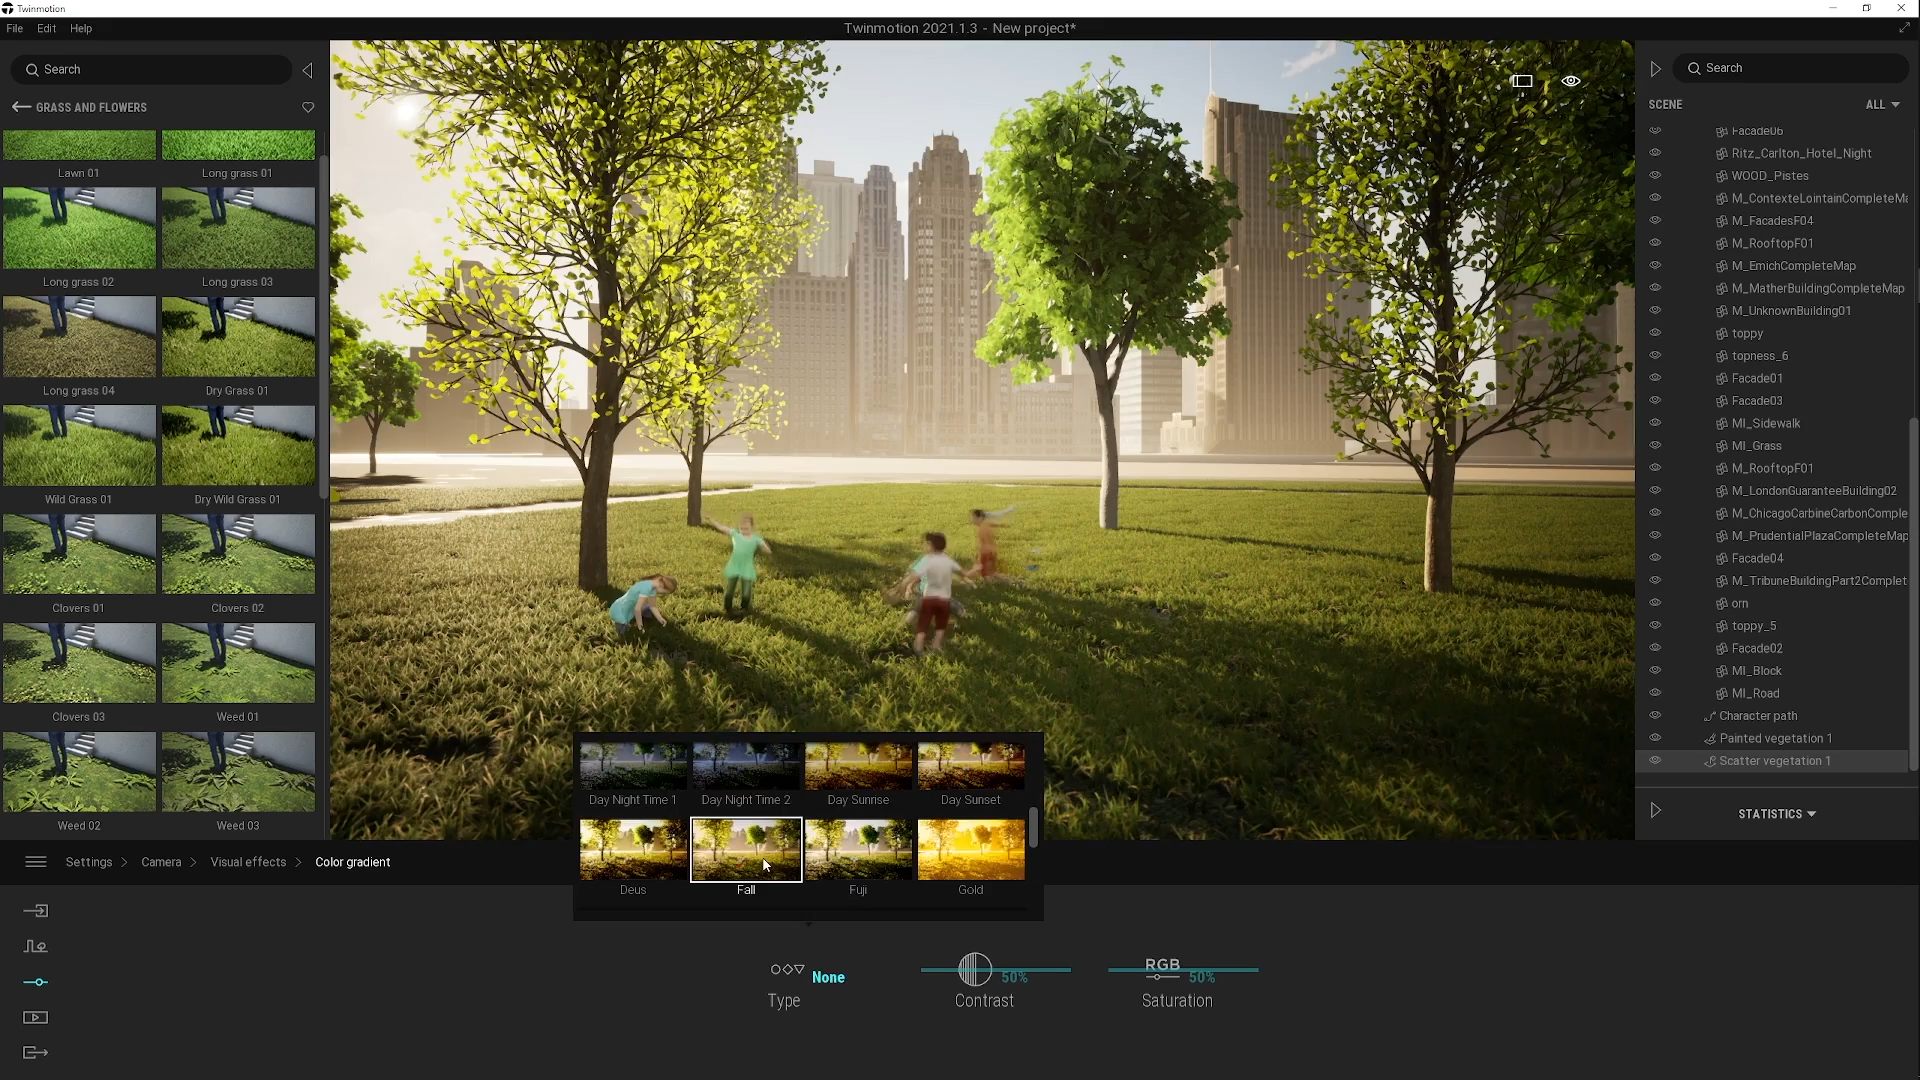 Twinmotion
File Edit Help
Twinmotion 2021.1.3 - New project*
Search
GRASS AND FLOWERS
Lawn 01
Long grass 01
Long grass 02
Long grass 03
Long grass 04
Dry Grass 01
Wild Grass 01
Dry Wild Grass 01
Clovers 01
Clovers 02
Clovers 03
Weed 01
Weed 02
Weed 03
Search
SCENE
ALL
Facade06
Ritz_Carlton_Hotel_Night
WOOD_Pistes
M_ContexteLointainCompleteMa
M_FacadesF04
M_RooftopF01
M_EmichCompleteMap
M_MatherBuildingCompleteMap
M_UnknownBuilding01
toppy
topness_6
Facade01
Facade03
MI_Sidewalk
MI_Grass
M_RooftopF01
M_LondonGuaranteeBuilding02
M_ChicagoCarbineCarbonComple
M_PrudentialPlazaCompleteMap
Facade04
M_TribuneBuildingPart2Complet
orn
toppy_5
Facade02
MI_Block
MI_Road
Character path
Painted vegetation 1
Scatter vegetation 1
STATISTICS
Day Night Time 1
Day Night Time 2
Day Sunrise
Day Sunset
Deus
Fall
Fuji
Gold
Settings > Camera > Visual effects > Color gradient
None
Type
50%
Contrast
RGB
50%
Saturation